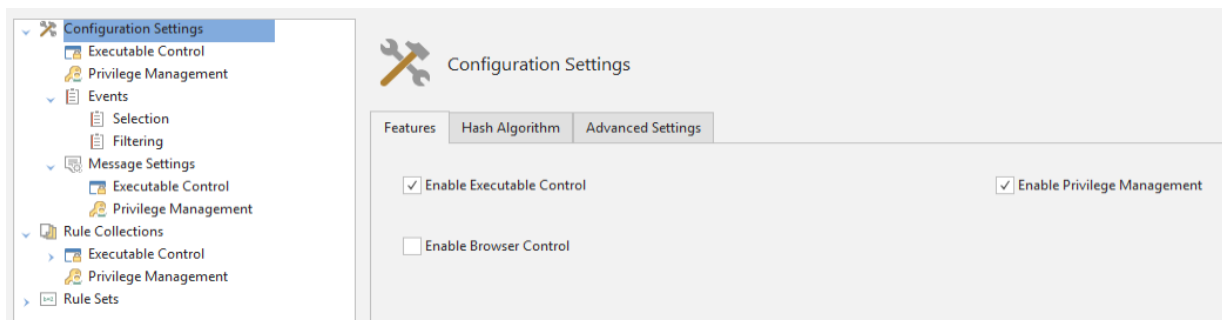 Configuration Settings
Executable Control
Privilege Management
Events
Selection
Filtering
Message Settings
Executable Control
Privilege Management
Rule Collections
Executable Control
Privilege Management
Rule Sets
Configuration Settings
Features Hash Algorithm Advanced Settings
Enable Executable Control Enable Privilege Management
Enable Browser Control